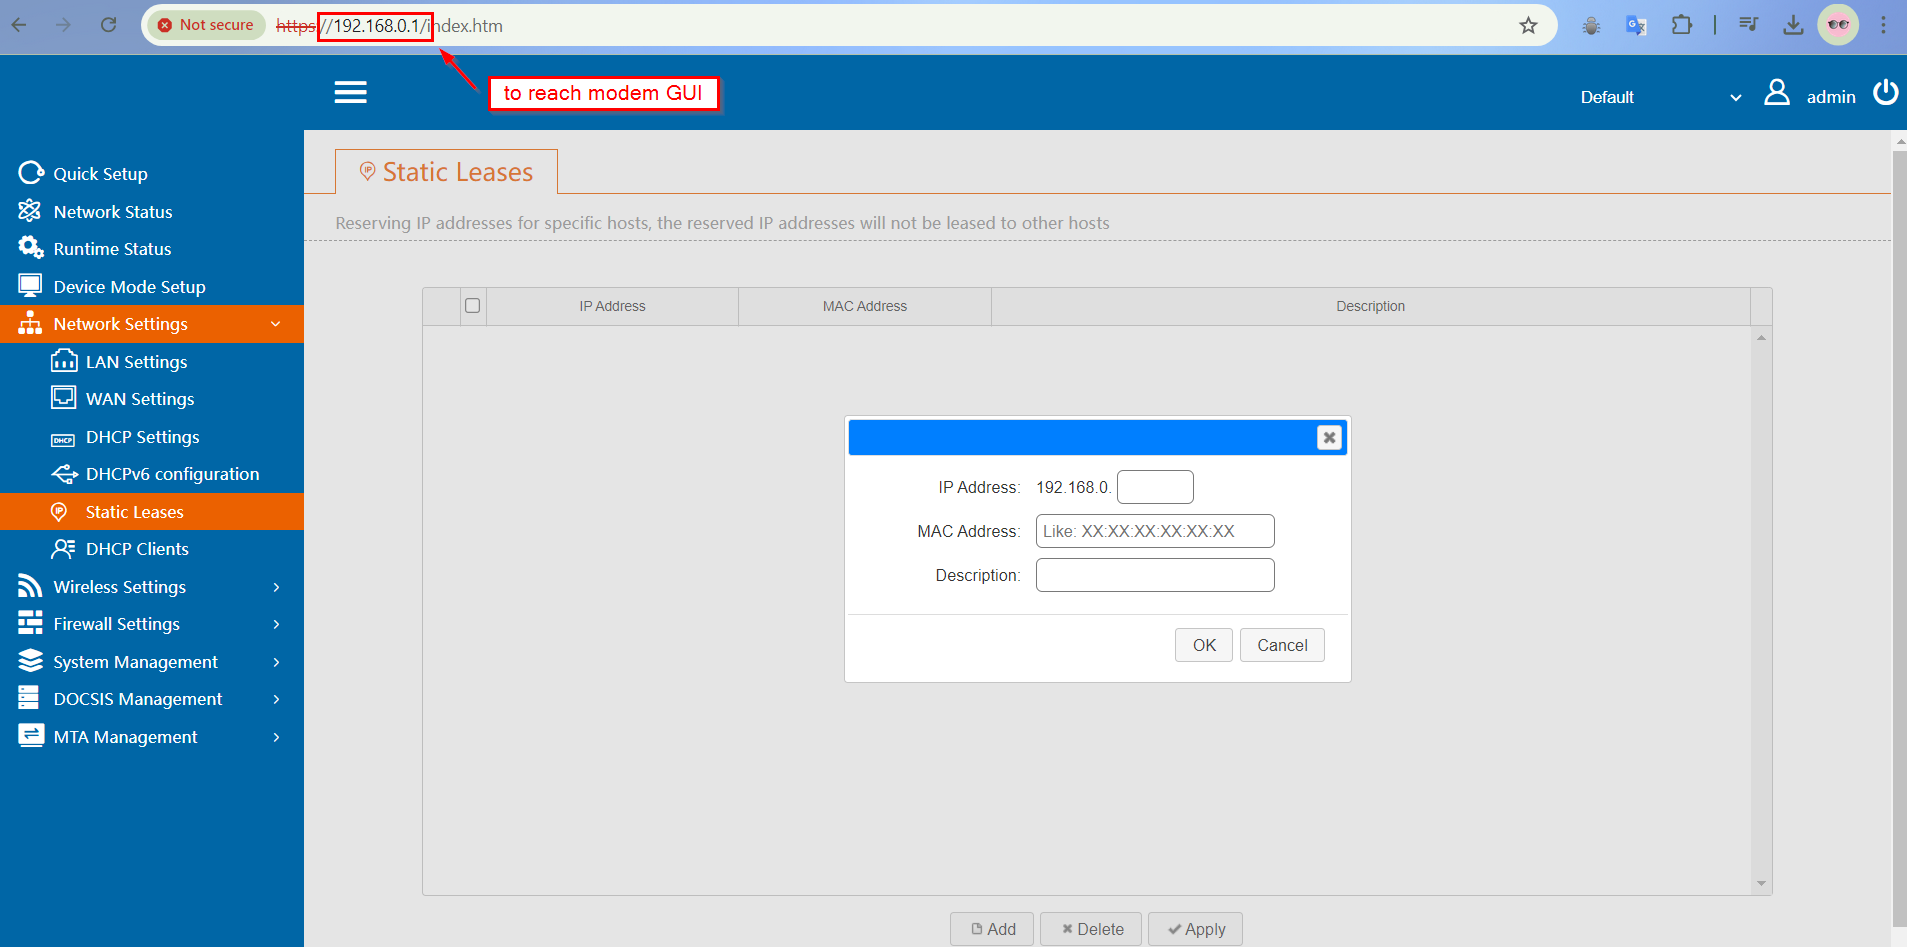 Not secure https://192.168.0.1/index.htm
to reach modem GUI
Default admin
Quick Setup
Network Status
Runtime Status
Device Mode Setup
Network Settings
LAN Settings
WAN Settings
DHCP DHCP Settings
DHCPv6 configuration
IP Static Leases
DHCP Clients
Wireless Settings
Firewall Settings
System Management
DOCSIS Management
MTA Management
IP Static Leases
Reserving IP addresses for specific hosts, the reserved IP addresses will not be leased to other hosts
IP Address MAC Address Description
IP Address: 192.168.0.
MAC Address: Like: XX:XX:XX:XX:XX:XX
Description:
OK Cancel
Add Delete Apply